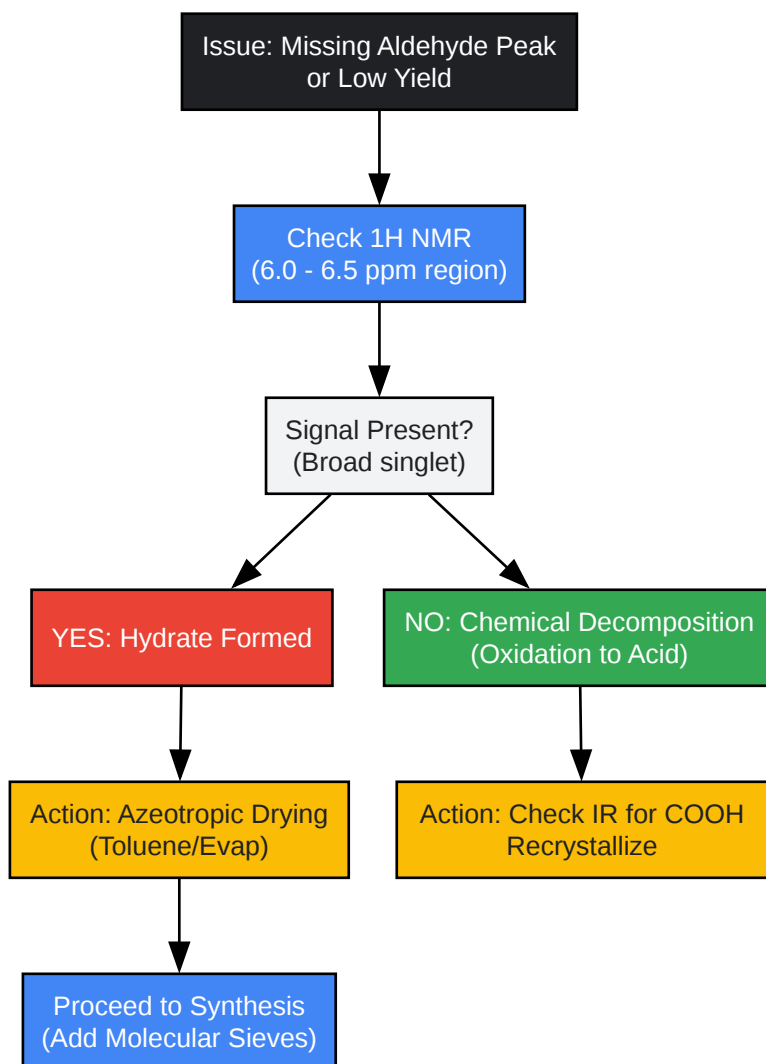 Issue: Missing Aldehyde Peak
or Low Yield
Check 1H NMR
(6.0 - 6.5 ppm region)
Signal Present?
(Broad singlet)
YES: Hydrate Formed
NO: Chemical Decomposition
(Oxidation to Acid)
Action: Azeotropic Drying
(Toluene/Evap)
Action: Check IR for COOH
Recrystallize
Proceed to Synthesis
(Add Molecular Sieves)